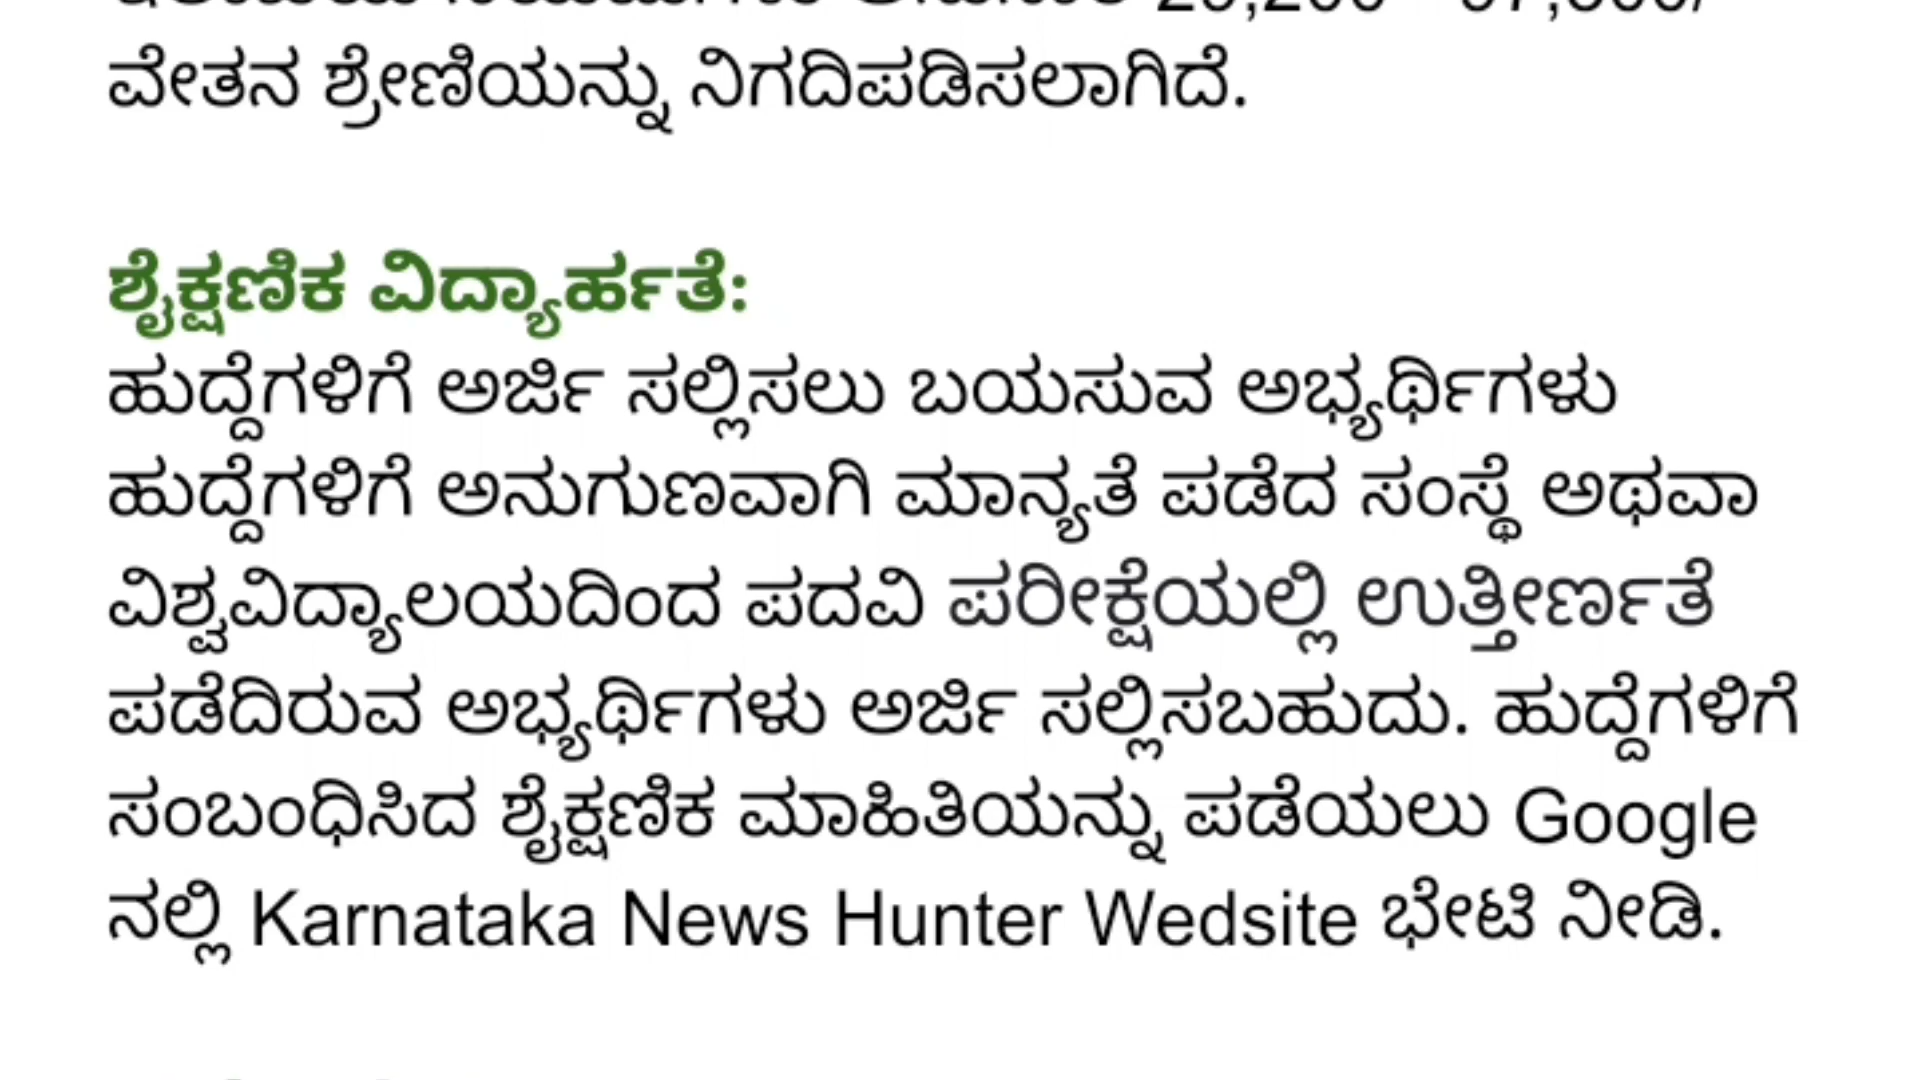 ವೇತನ ಶ್ರೇಣಿಯನ್ನು ನಿಗದಿಪಡಿಸಲಾಗಿದೆ.
ಶೈಕ್ಷಣಿಕ ವಿದ್ಯಾರ್ಹತೆ:
ಹುದ್ದೆಗಳಿಗೆ ಅರ್ಜಿ ಸಲ್ಲಿಸಲು ಬಯಸುವ ಅಭ್ಯರ್ಥಿಗಳು
ಹುದ್ದೆಗಳಿಗೆ ಅನುಗುಣವಾಗಿ ಮಾನ್ಯತೆ ಪಡೆದ ಸಂಸ್ಥೆ ಅಥವಾ
ವಿಶ್ವವಿದ್ಯಾಲಯದಿಂದ ಪದವಿ ಪರೀಕ್ಷೆಯಲ್ಲಿ ಉತ್ತೀರ್ಣತೆ
ಪಡೆದಿರುವ ಅಭ್ಯರ್ಥಿಗಳು ಅರ್ಜಿ ಸಲ್ಲಿಸಬಹುದು. ಹುದ್ದೆಗಳಿಗೆ
ಸಂಬಂಧಿಸಿದ ಶೈಕ್ಷಣಿಕ ಮಾಹಿತಿಯನ್ನು ಪಡೆಯಲು Google
ನಲ್ಲಿ Karnataka News Hunter Wedsite ಭೇಟಿ ನೀಡಿ.